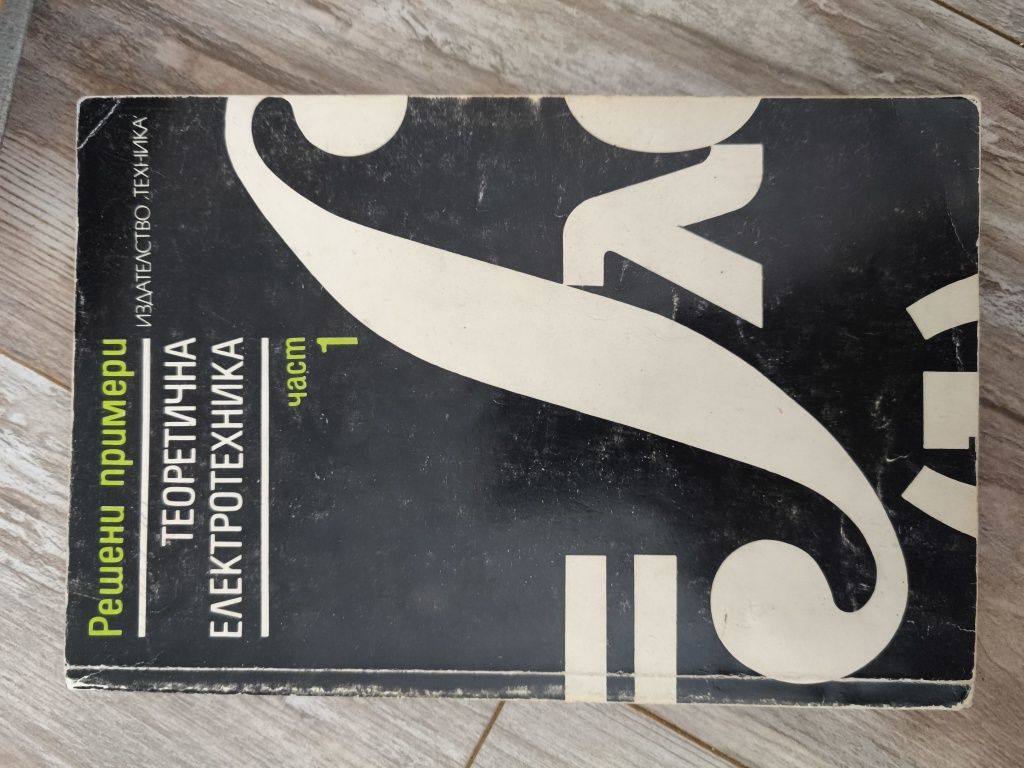 Решени примери
ИЗДАТЕЛСТВО „ТЕХНИКА“
ТЕОРЕТИЧНА
ЕЛЕКТРОТЕХНИКА
част
1